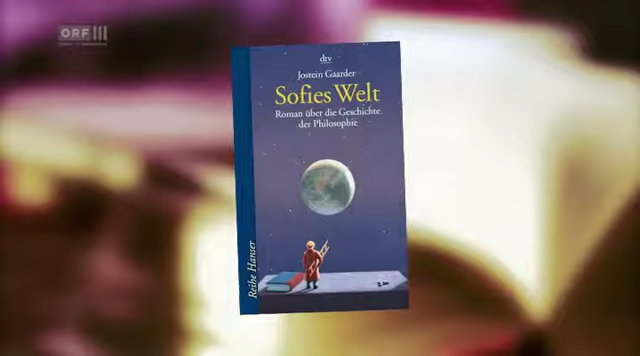 ORF III
dtv
Jostein Gaarder
Sofies Welt
Roman über die Geschichte
der Philosophie
Reihe Hanser